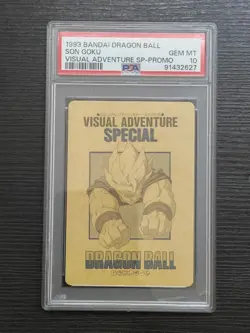 1993 BANDAI DRAGON BALL
SON GOKU GEM MT
VISUAL ADVENTURE SP-PROMO 10
PSA 91432627
VISUAL ADVENTURE
SPECIAL
DRAGON BALL